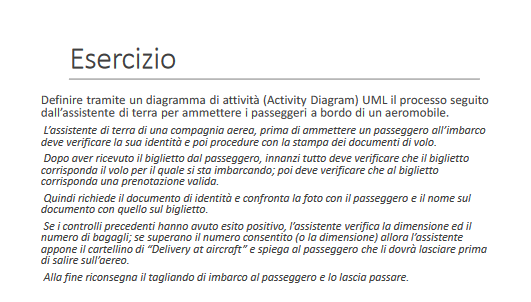 Esercizio
Definire tramite un diagramma di attività (Activity Diagram) UML il processo seguito
dall'assistente di terra per ammettere i passeggeri a bordo di un aeromobile.
L'assistente di terra di una compagnia aerea, prima di ammettere un passeggero all'imbarco
deve verificare la sua identità e poi procedere con la stampa dei documenti di volo.
Dopo aver ricevuto il biglietto dal passeggero, innanzi tutto deve verificare che il biglietto
corrisponda il volo per il quale si sta imbarcando; poi deve verificare che al biglietto
corrisponda una prenotazione valida.
Quindi richiede il documento di identità e confronta la foto con il passeggero e il nome sul
documento con quello sul biglietto.
Se i controlli precedenti hanno avuto esito positivo, l'assistente verifica la dimensione ed il
numero di bagagli; se superano il numero consentito (o la dimensione) allora l'assistente
appone il cartellino di "Delivery at aircraft" e spiega al passeggero che li dovrà lasciare prima
di salire sull'aereo.
Alla fine riconsegna il tagliando di imbarco al passeggero e lo lascia passare.